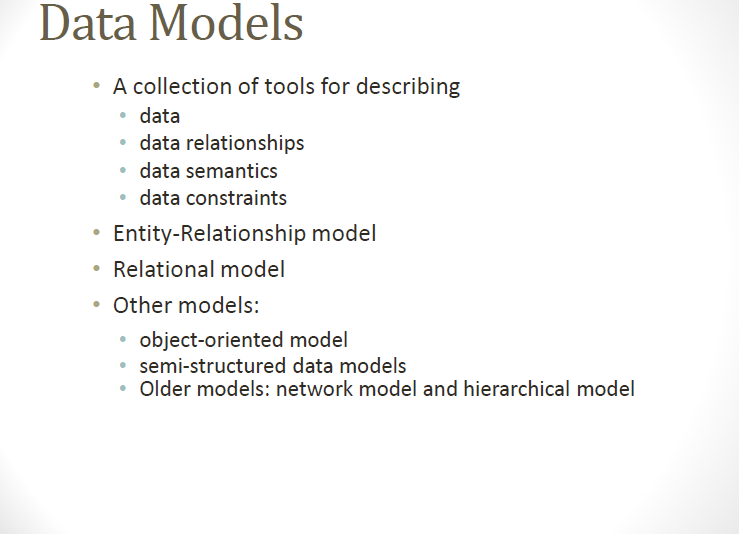 Data Models
• A collection of tools for describing
• data
• data relationships
• data semantics
• data constraints
• Entity-Relationship model
• Relational model
• Other models:
• object-oriented model
• semi-structured data models
• Older models: network model and hierarchical model